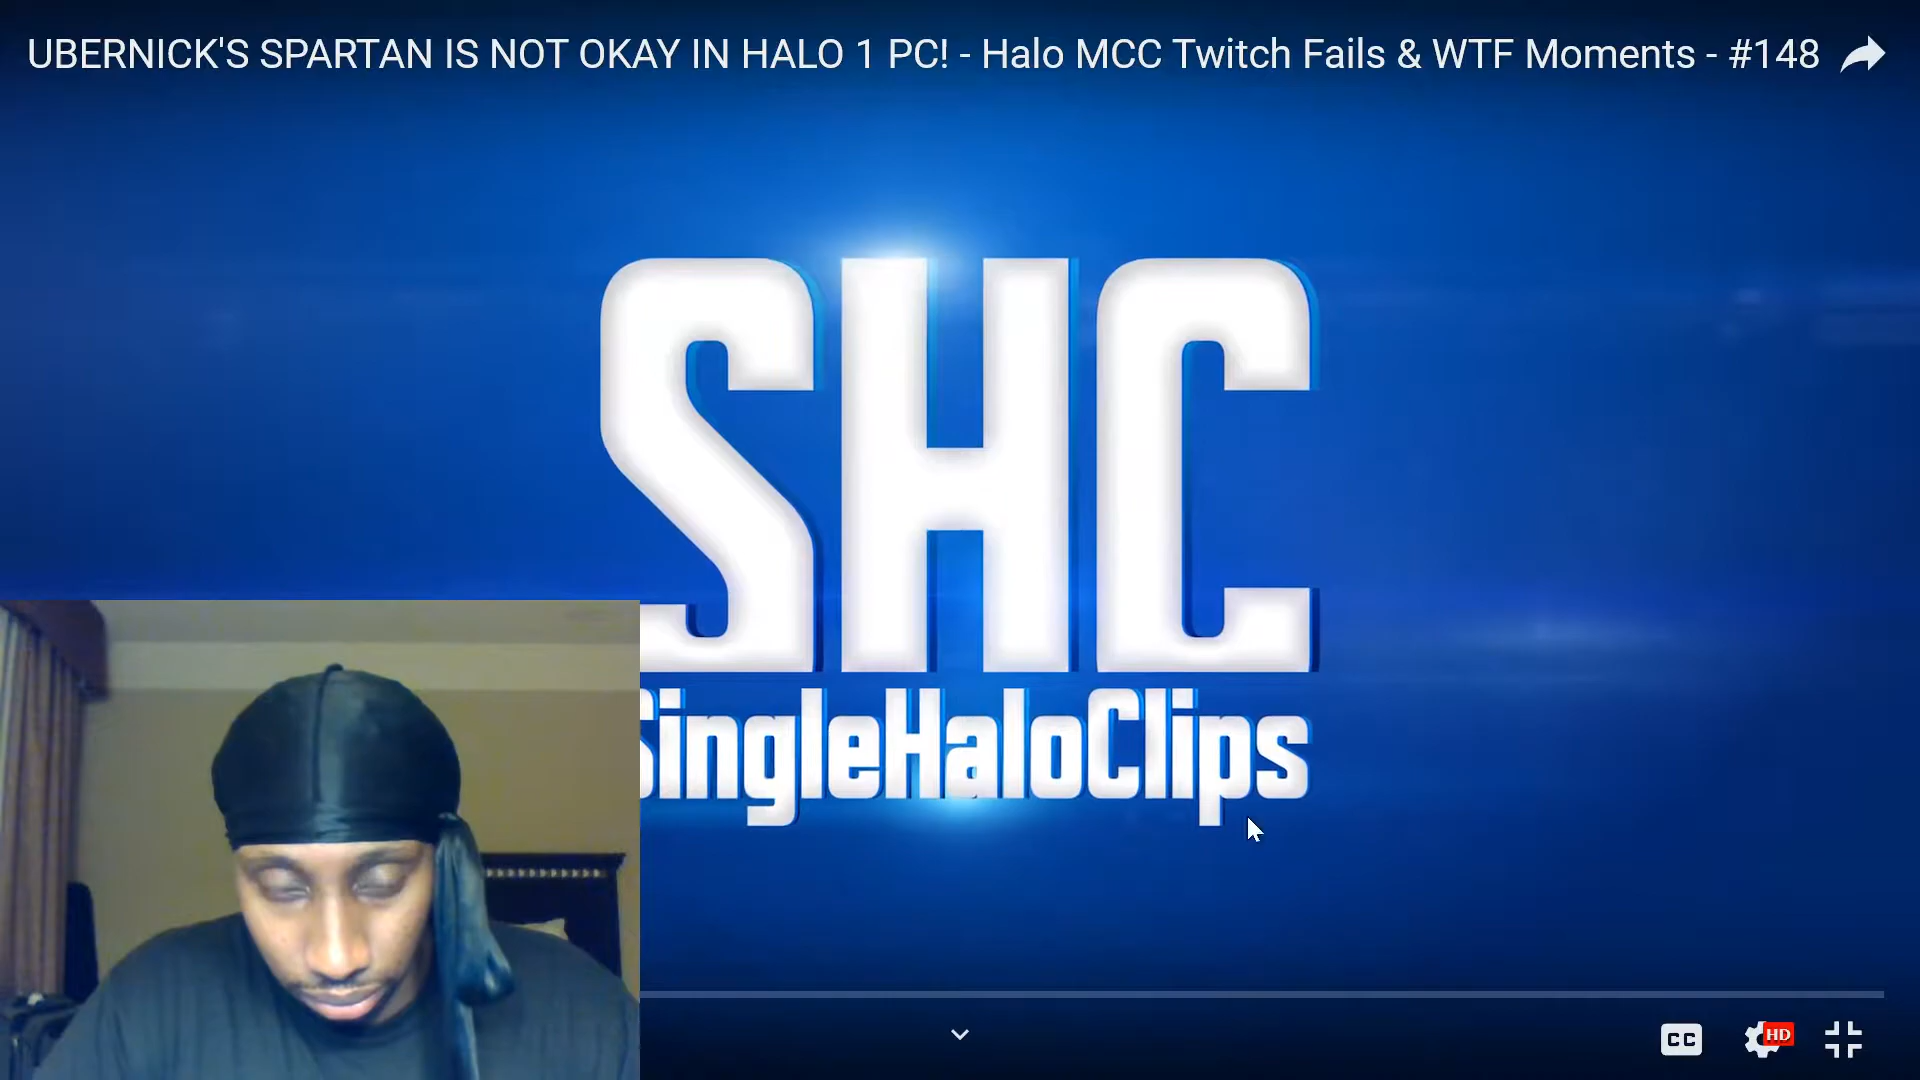 UBERNICK'S SPARTAN IS NOT OKAY IN HALO 1 PC! - Halo MCC Twitch Fails & WTF Moments - #148
SHC
SingleHaloClips
CC
HD